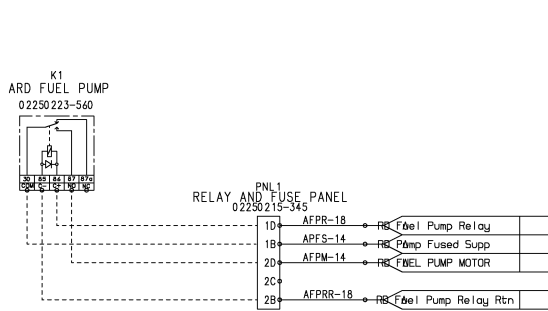 K1
ARD FUEL PUMP
02250223-560
30 85 86 87 87a
COM C- C+ NO NC
PNL1
RELAY AND FUSE PANEL
02250215-345
1D AFPR-18 Fuel Pump Relay
1B AFPS-14 Pump Fused Supp
2D AFPM-14 FUEL PUMP MOTOR
2C
2B AFPRR-18 Fuel Pump Relay Rtn